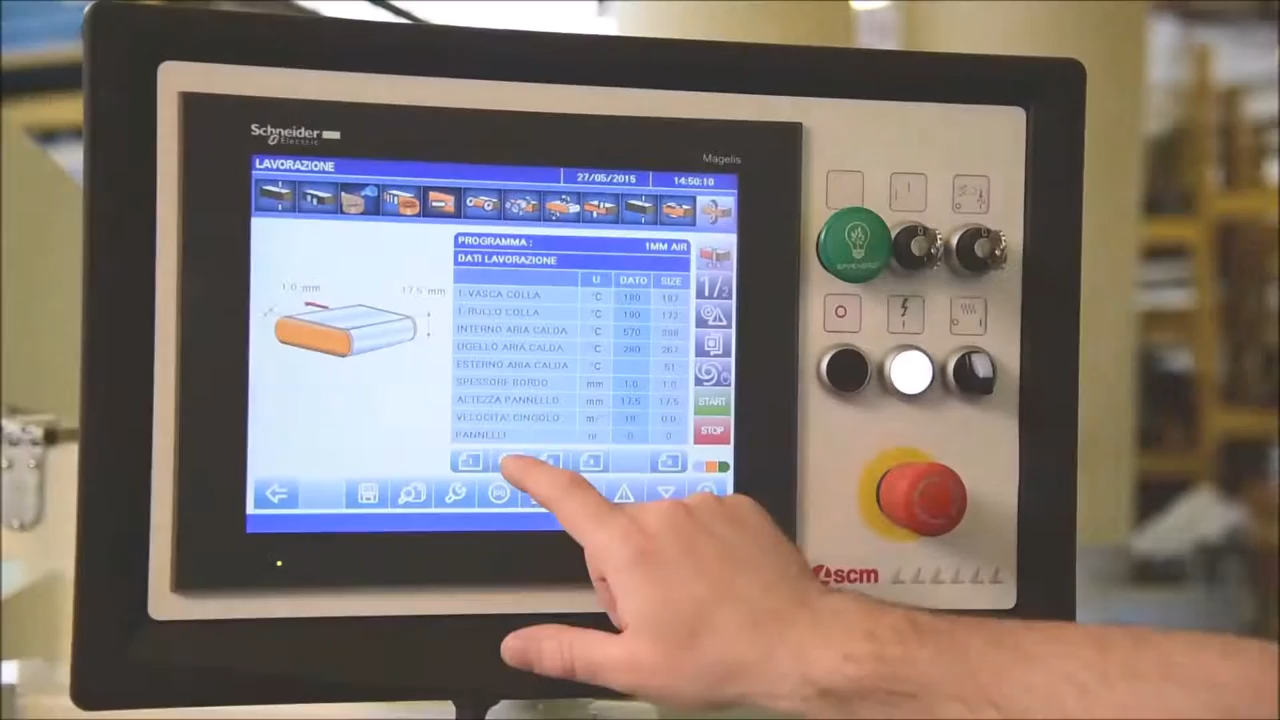 Schneider
Electric
Magelis
LAVORAZIONE 27/05/2015 14:50:10
PROGRAMMA : 1MM AIR
DATI LAVORAZIONE
U DATO SIZE
1-VASCA COLLA °C 180 187
1-RULLO COLLA °C 190 172
INTERNO ARIA CALDA °C 570
UGELLO ARIA CALDA °C 280 267
ESTERNO ARIA CALDA °C 51
SPESSORE BORDO mm 1.0 1.0
ALTEZZA PANNELLO mm 17.5 17.5
VELOCITA' CINGOLO m/' 18 0.0
PANNELLI nr 0 0
1.0 mm 17.5 mm
1/2
START
STOP
scm